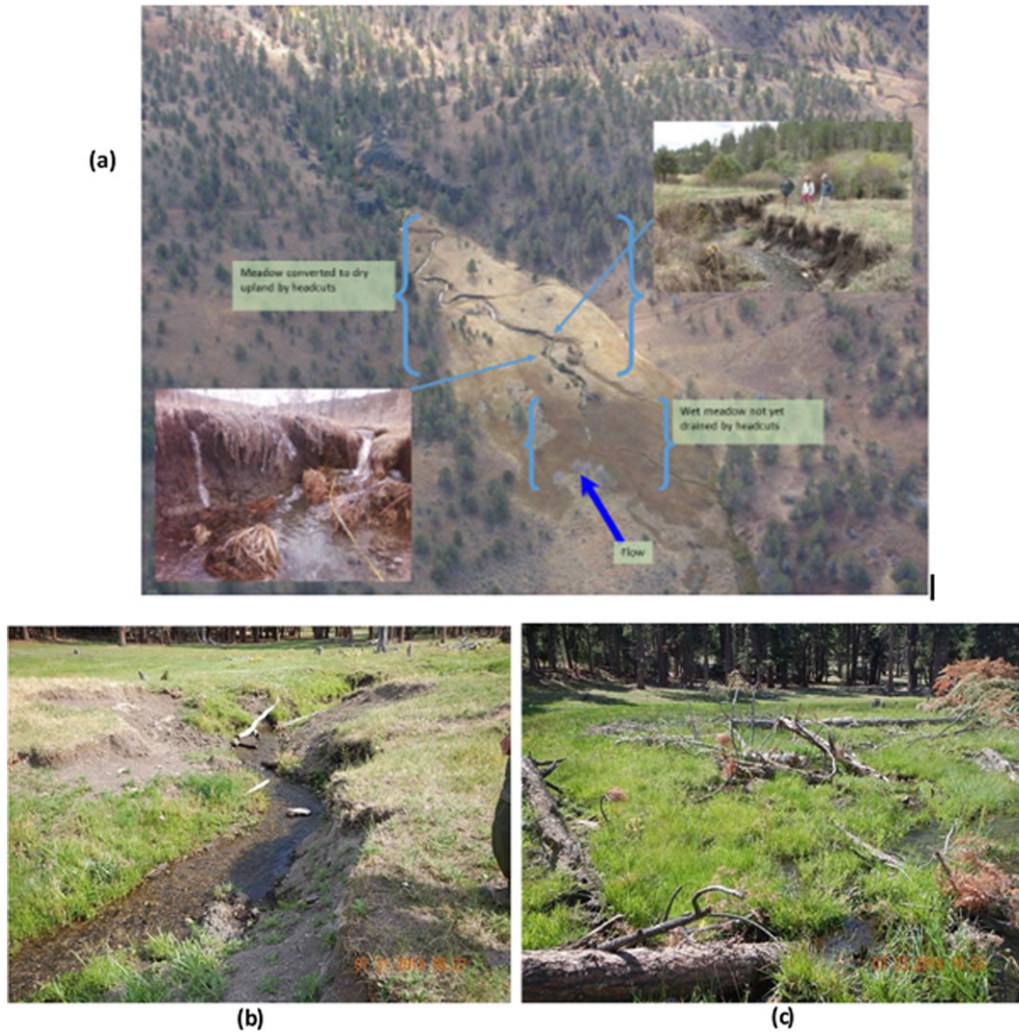 (a)
Meadow converted to dry
upland by headcuts
Wet meadow not yet
drained by headcuts
Flow
(b)
(c)